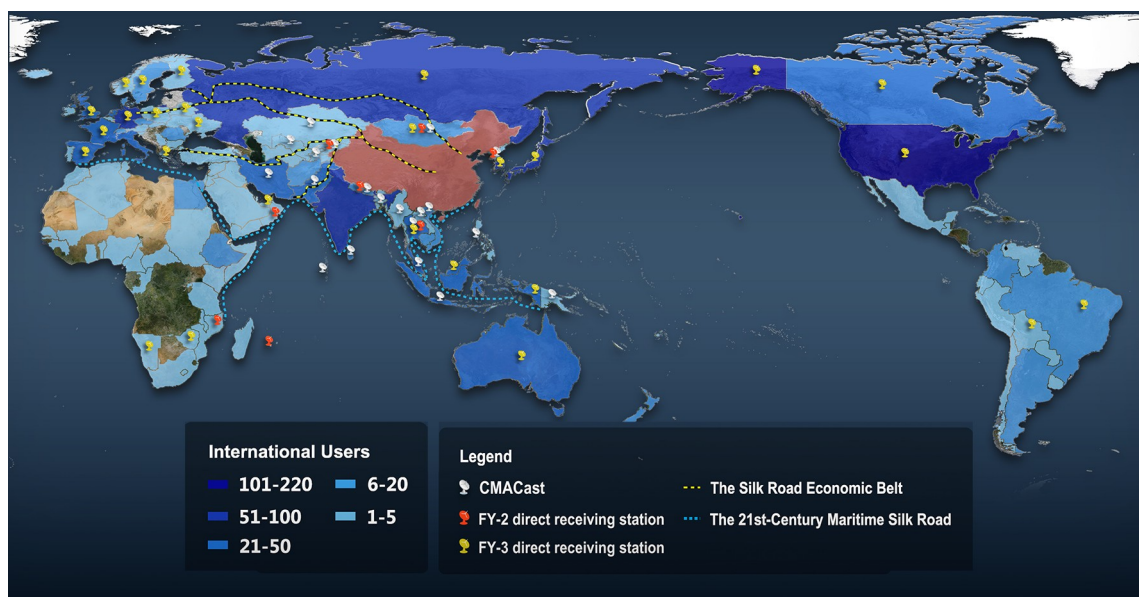 International Users
101-220
6-20
51-100
1-5
21-50
Legend
CMACast
The Silk Road Economic Belt
FY-2 direct receiving station
The 21st-Century Maritime Silk Road
FY-3 direct receiving station